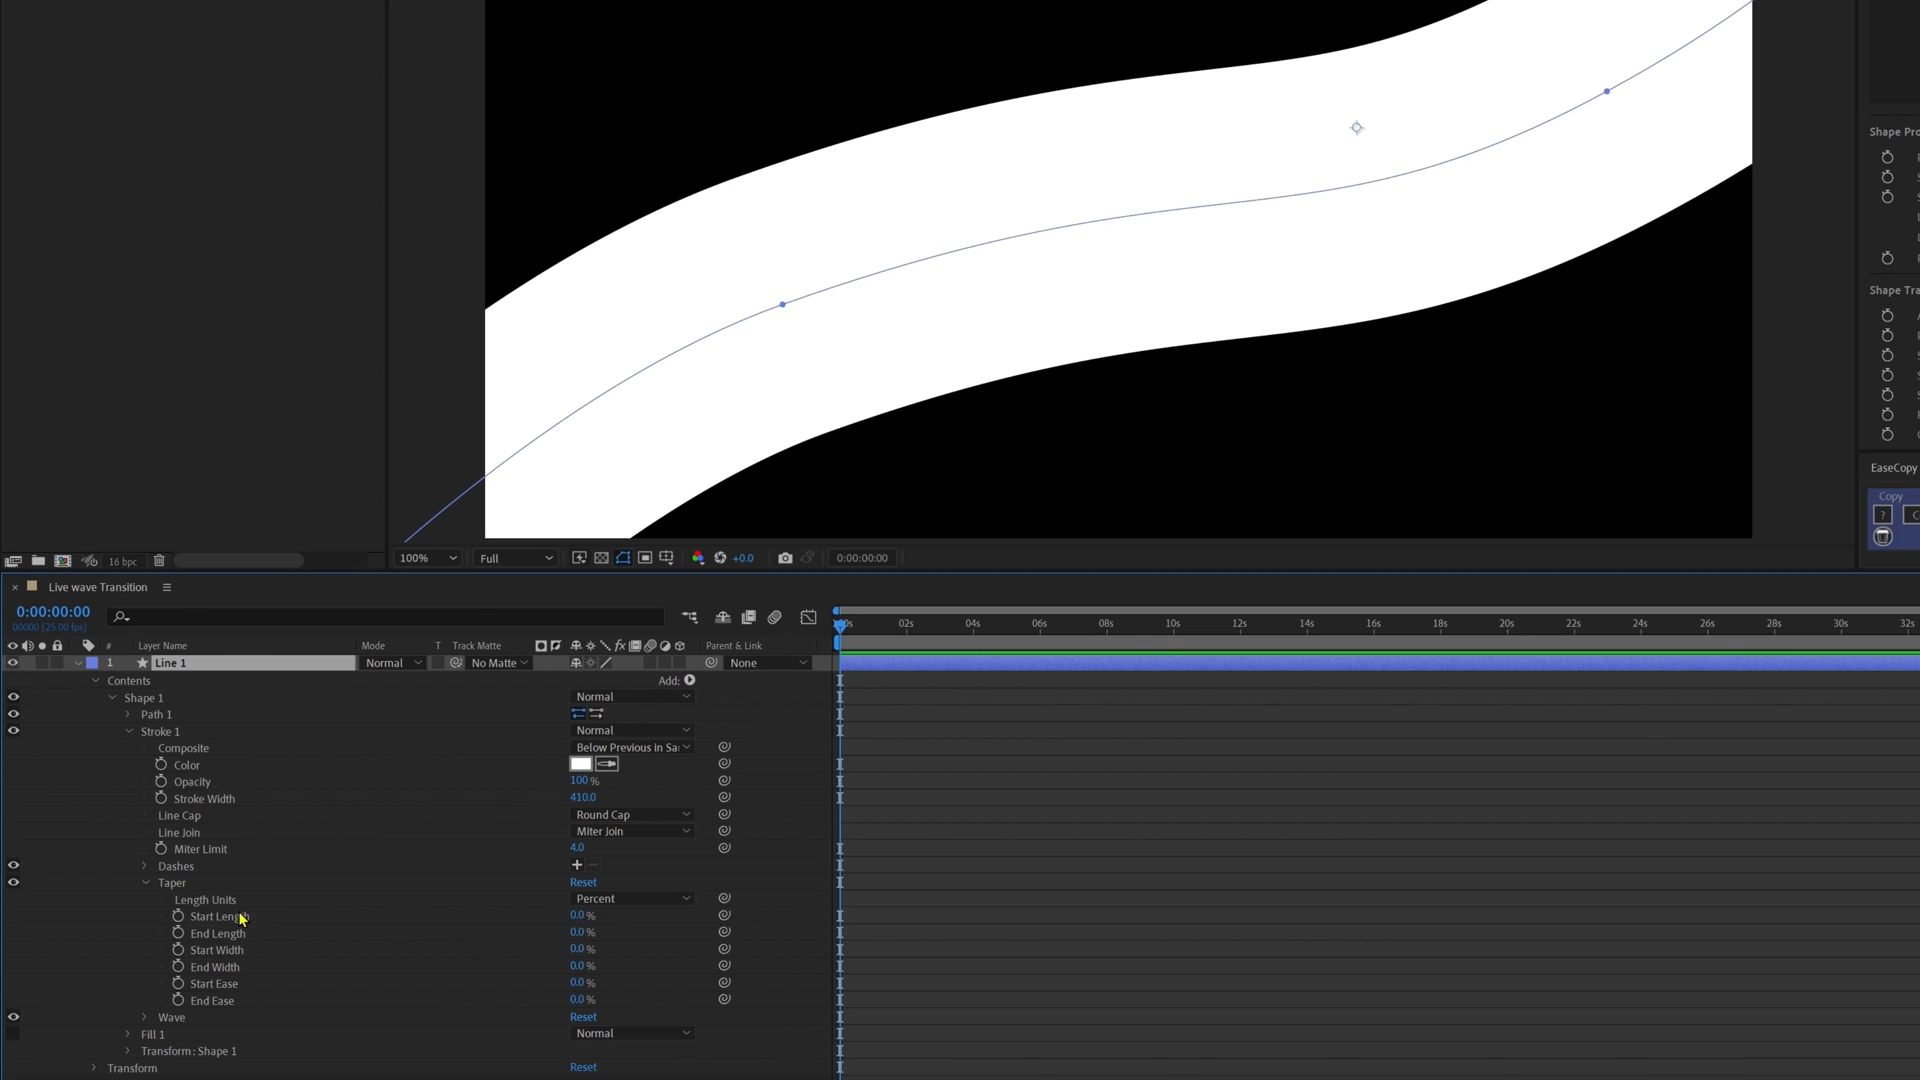 Shape Pro
Shape Tra
EaseCopy
Copy
?
16 bpc
100%
Full
+0.0
0:00:00:00
Live wave Transition
0:00:00:00
00000 (25.00 fps)
02s 04s 06s 08s 10s 12s 14s 16s 18s 20s 22s 24s 26s 28s 30s 32s
# Layer Name Mode T Track Matte fx Parent & Link
1 Line 1 Normal No Matte None
Contents Add:
Shape 1 Normal
Path 1
Stroke 1 Normal
Composite Below Previous in Sa
Color
Opacity 100 %
Stroke Width 410.0
Line Cap Round Cap
Line Join Miter Join
Miter Limit 4.0
Dashes
Taper Reset
Length Units Percent
Start Length 0.0 %
End Length 0.0 %
Start Width 0.0 %
End Width 0.0 %
Start Ease 0.0 %
End Ease 0.0 %
Wave Reset
Fill 1 Normal
Transform: Shape 1
Transform Reset